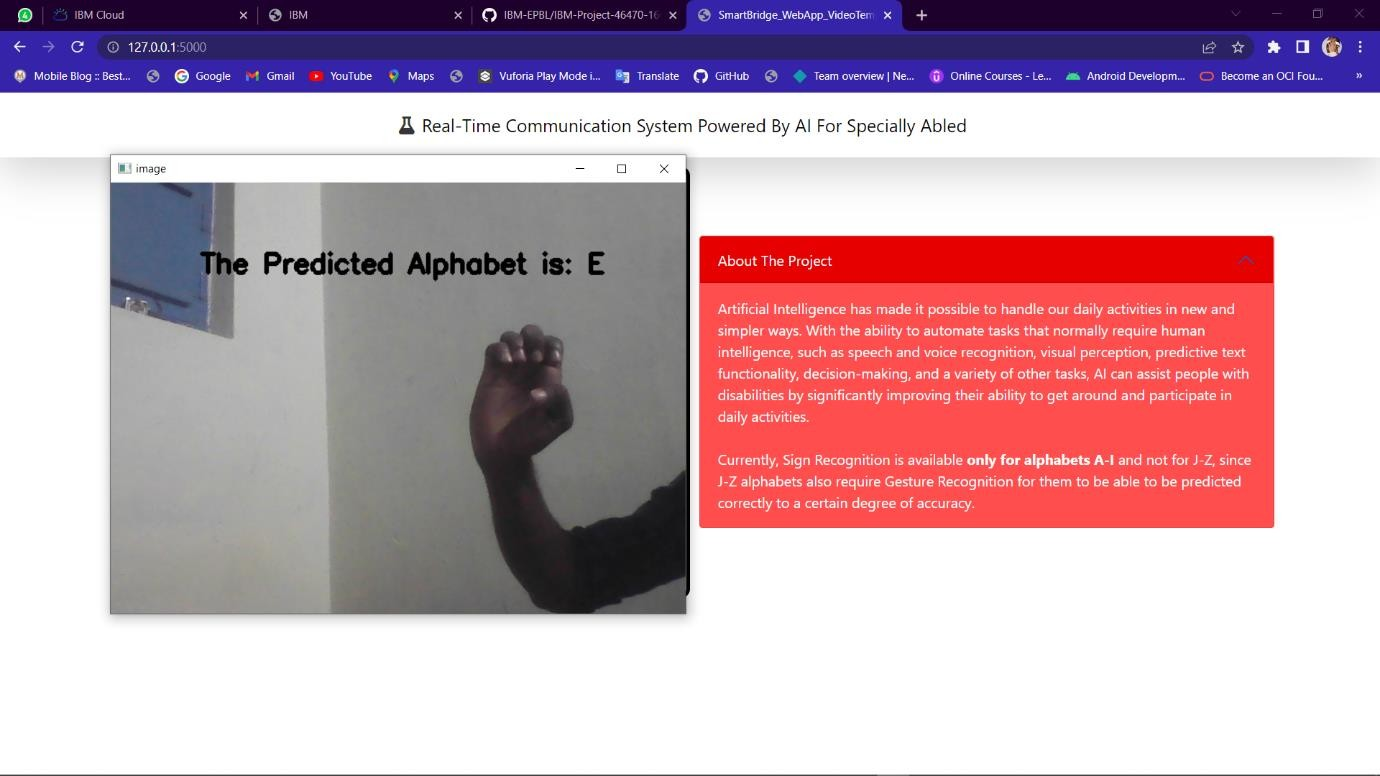 4
IBM Cloud
IBM
IBM-EPBL/IBM-Project-46470-16
SmartBridge_WebApp_VideoTem
127.0.0.1:5000
Mobile Blog :: Best...
Google
Gmail
YouTube
Maps
Vuforia Play Mode i...
Translate
GitHub
Team overview | Ne...
Online Courses - Le...
Android Developm...
Become an OCI Fou...
»
Real-Time Communication System Powered By AI For Specially Abled
image
The Predicted Alphabet is: E
About The Project
Artificial Intelligence has made it possible to handle our daily activities in new and
simpler ways. With the ability to automate tasks that normally require human
intelligence, such as speech and voice recognition, visual perception, predictive text
functionality, decision-making, and a variety of other tasks, AI can assist people with
disabilities by significantly improving their ability to get around and participate in
daily activities.
Currently, Sign Recognition is available only for alphabets A-I and not for J-Z, since
J-Z alphabets also require Gesture Recognition for them to be able to be predicted
correctly to a certain degree of accuracy.